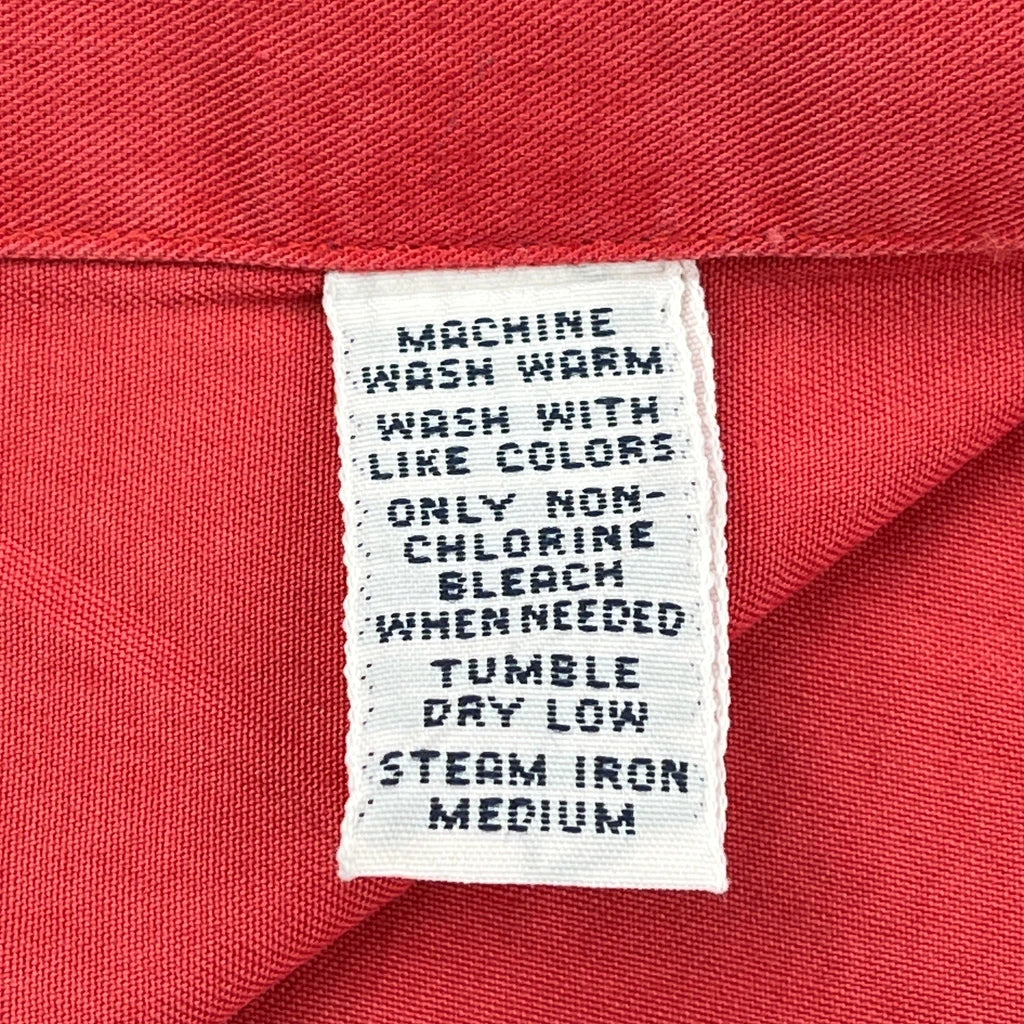 MACHINE
WASH WARM
WASH WITH
LIKE COLORS
ONLY NON-
CHLORINE
BLEACH
WHEN NEEDED
TUMBLE
DRY LOW
STEAM IRON
MEDIUM